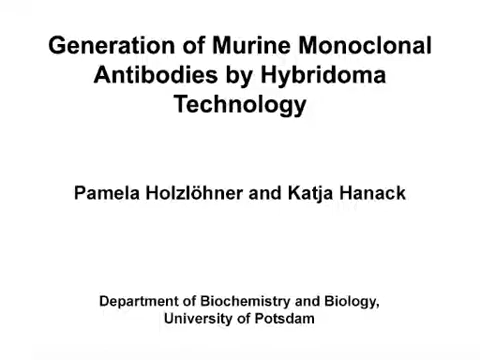 Generation of Murine Monoclonal
Antibodies by Hybridoma
Technology
Pamela Holzlöhner and Katja Hanack
Department of Biochemistry and Biology,
University of Potsdam